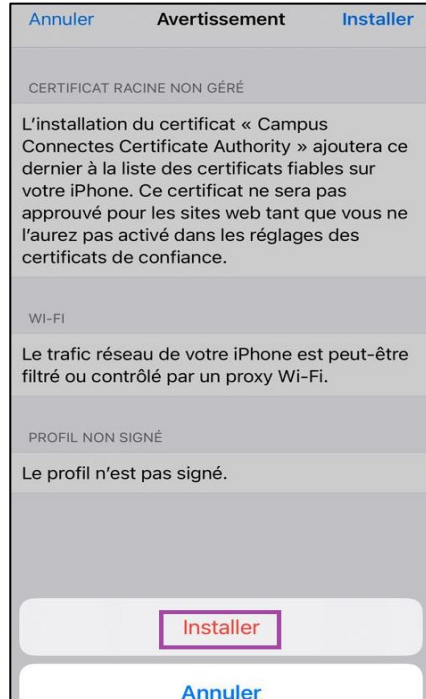 Annuler Avertissement Installer
CERTIFICAT RACINE NON GÉRÉ
L'installation du certificat « Campus
Connectes Certificate Authority » ajoutera ce
dernier à la liste des certificats fiables sur
votre iPhone. Ce certificat ne sera pas
approuvé pour les sites web tant que vous ne
l'aurez pas activé dans les réglages des
certificats de confiance.
WI-FI
Le trafic réseau de votre iPhone est peut-être
filtré ou contrôlé par un proxy Wi-Fi.
PROFIL NON SIGNÉ
Le profil n'est pas signé.
Installer
Annuler